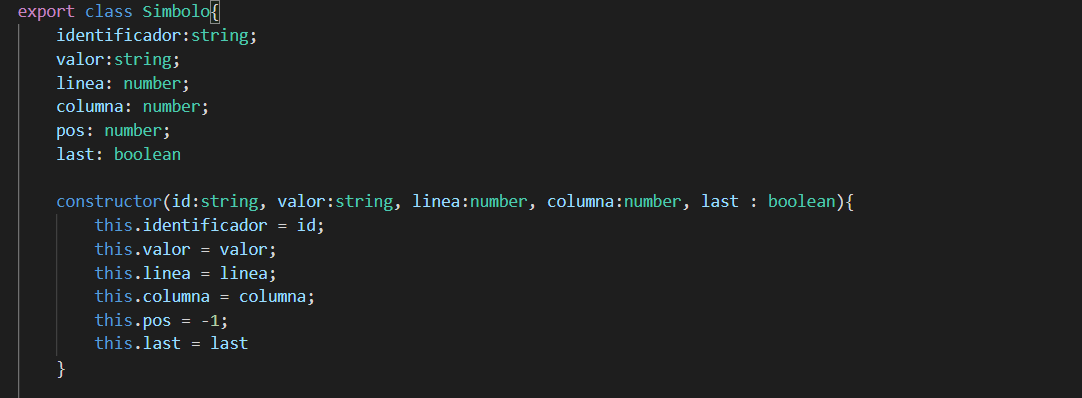 export class Simbolo{
    identificador:string;
    valor:string;
    linea: number;
    columna: number;
    pos: number;
    last: boolean
    constructor(id:string, valor:string, linea:number, columna:number, last : boolean){
        this.identificador = id;
        this.valor = valor;
        this.linea = linea;
        this.columna = columna;
        this.pos = -1;
        this.last = last
    }